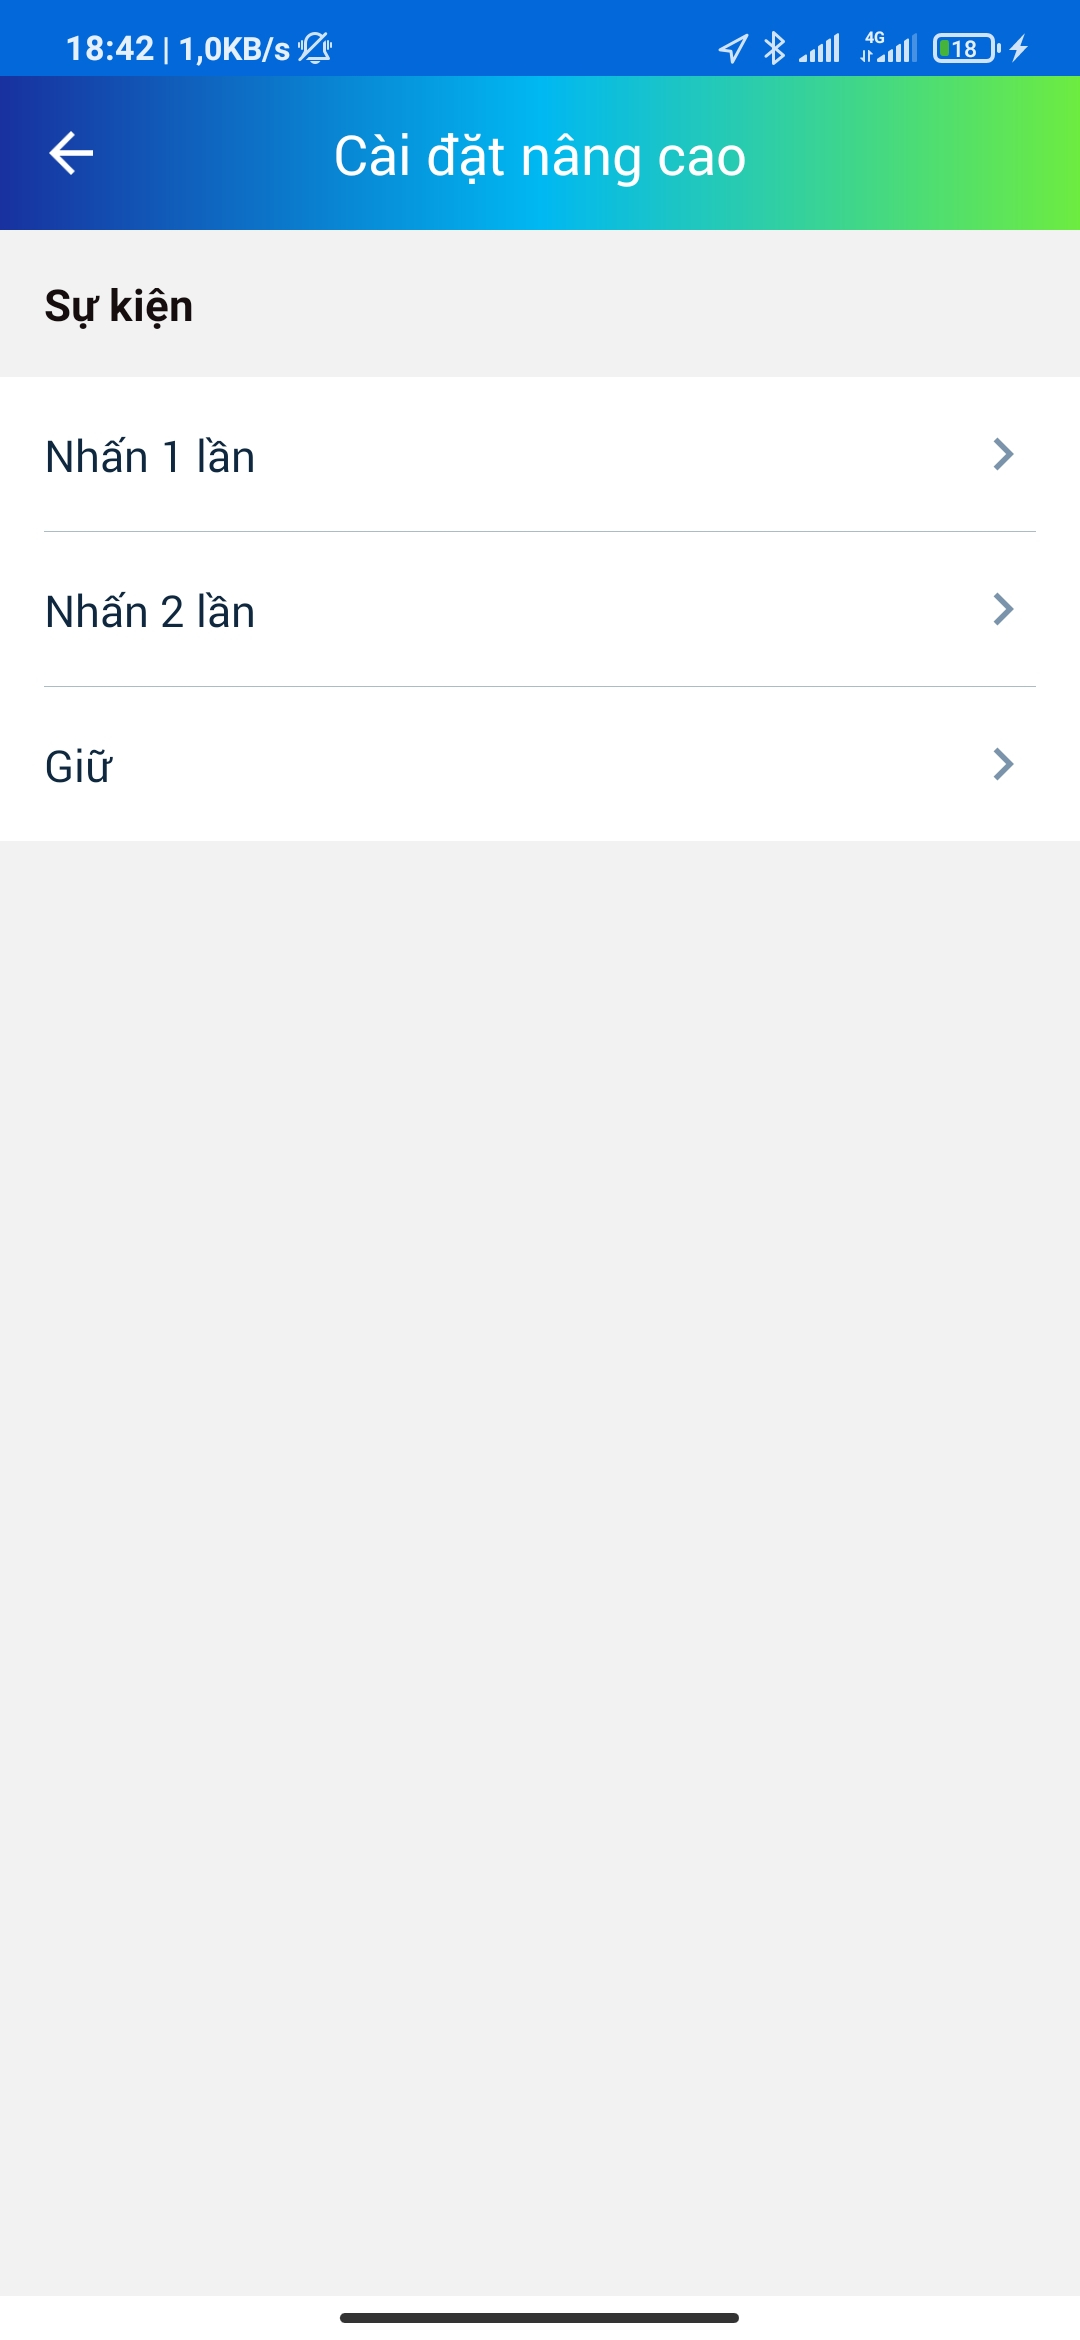 18:42 | 1,0KB/s 4G 18
Cài đặt nâng cao
Sự kiện
Nhấn 1 lần
Nhấn 2 lần
Giữ